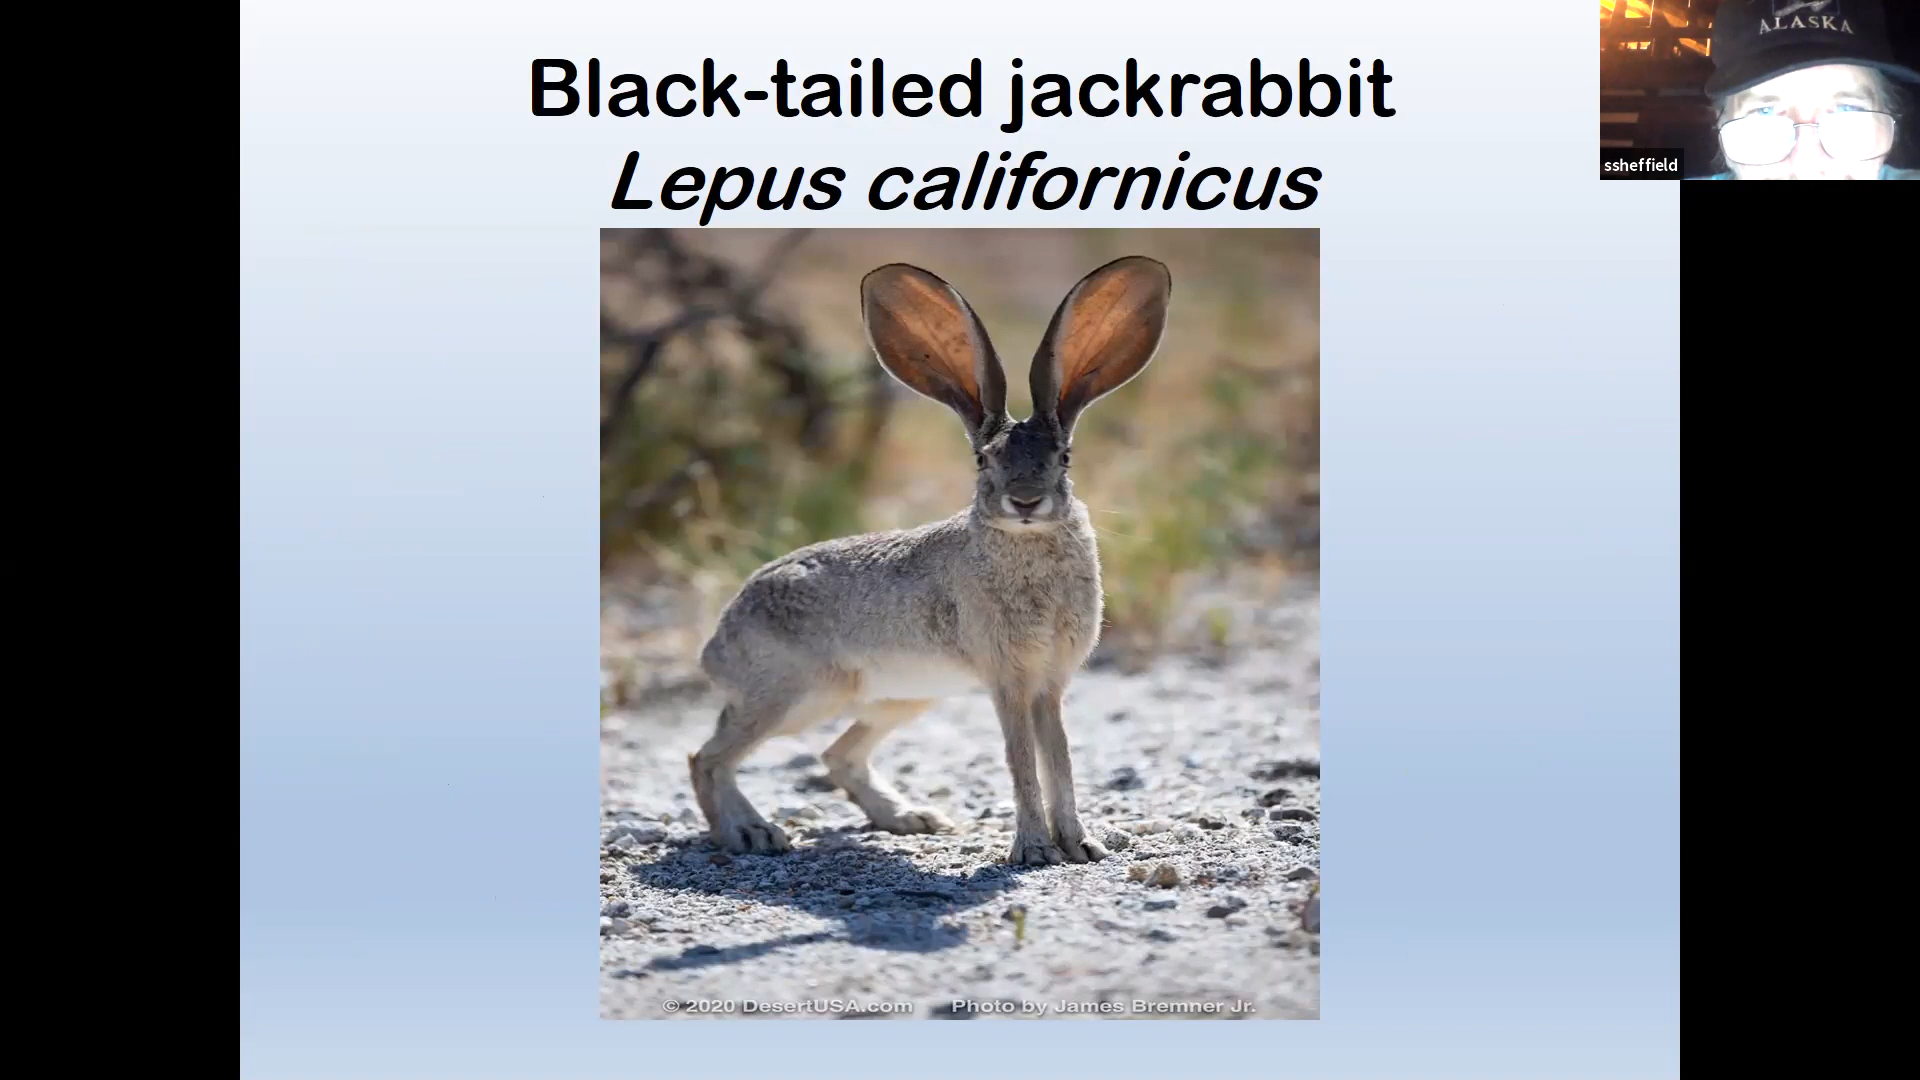 Black-tailed jackrabbit
Lepus californicus
ALASKA
ssheffield
© 2020 DesertUSA.com Photo by James Bremner Jr.